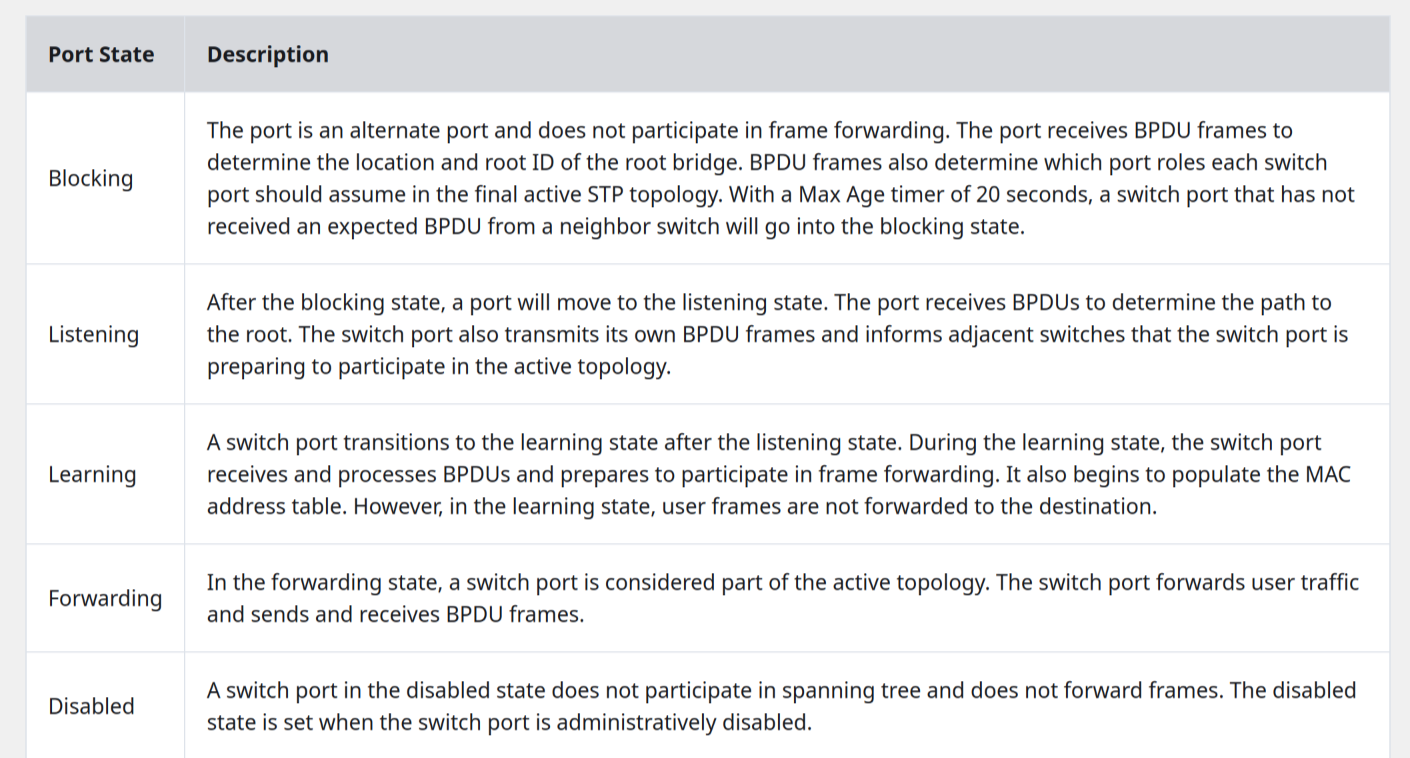 Port State Description
Blocking
The port is an alternate port and does not participate in frame forwarding. The port receives BPDU frames to
determine the location and root ID of the root bridge. BPDU frames also determine which port roles each switch
port should assume in the final active STP topology. With a Max Age timer of 20 seconds, a switch port that has not
received an expected BPDU from a neighbor switch will go into the blocking state.
Listening
After the blocking state, a port will move to the listening state. The port receives BPDUs to determine the path to
the root. The switch port also transmits its own BPDU frames and informs adjacent switches that the switch port is
preparing to participate in the active topology.
Learning
A switch port transitions to the learning state after the listening state. During the learning state, the switch port
receives and processes BPDUs and prepares to participate in frame forwarding. It also begins to populate the MAC
address table. However, in the learning state, user frames are not forwarded to the destination.
Forwarding
In the forwarding state, a switch port is considered part of the active topology. The switch port forwards user traffic
and sends and receives BPDU frames.
Disabled
A switch port in the disabled state does not participate in spanning tree and does not forward frames. The disabled
state is set when the switch port is administratively disabled.